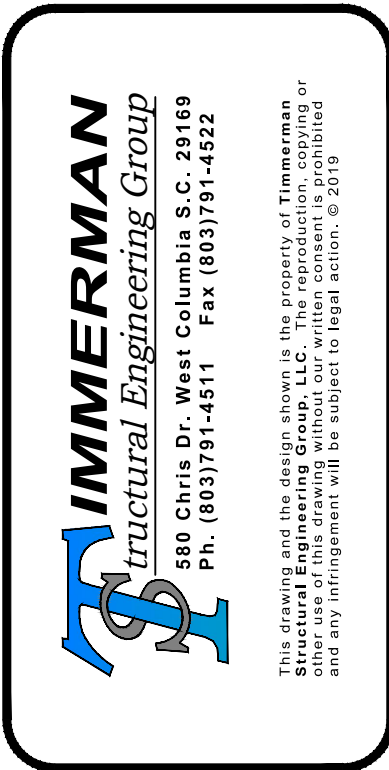 TIMMERMAN
Structural Engineering Group
580 Chris Dr. West Columbia S.C. 29169
Ph. (803)791-4511 Fax (803)791-4522
This drawing and the design shown is the property of Timmerman
Structural Engineering Group, LLC. The reproduction, copying or
other use of this drawing without our written consent is prohibited
and any infringement will be subject to legal action. © 2019